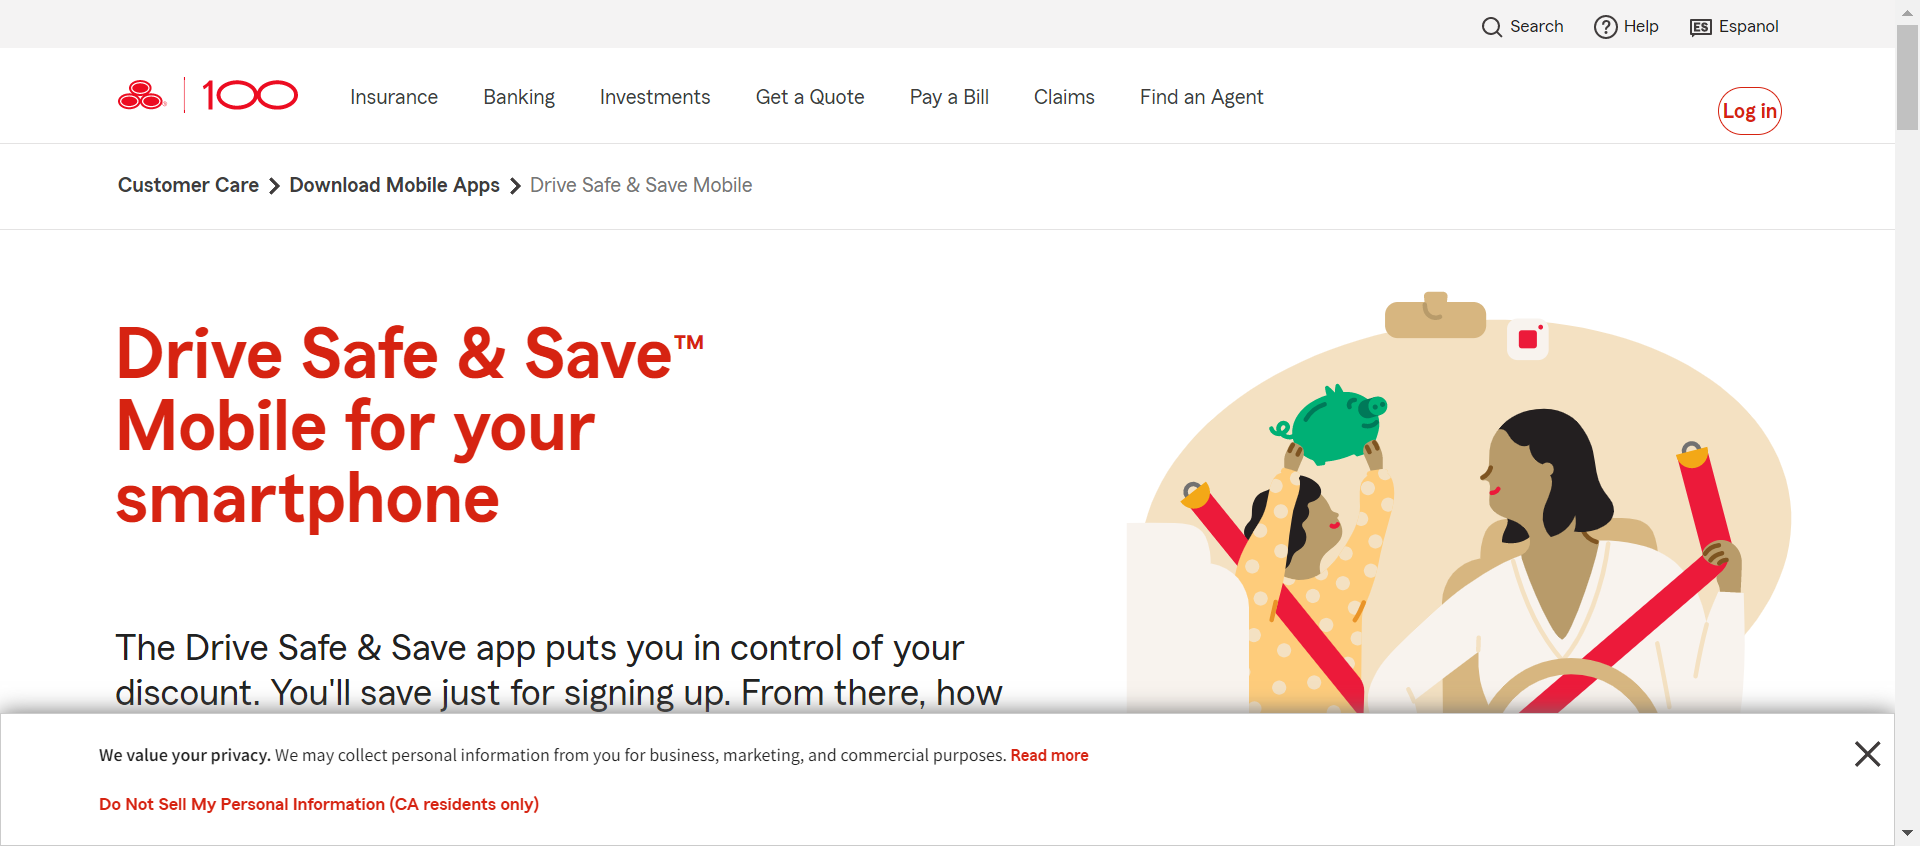 Search Help ES Espanol
100 Insurance Banking Investments Get a Quote Pay a Bill Claims Find an Agent Log in
Customer Care Download Mobile Apps Drive Safe & Save Mobile
Drive Safe & Save™
Mobile for your
smartphone
The Drive Safe & Save app puts you in control of your
discount. You'll save just for signing up. From there, how
We value your privacy. We may collect personal information from you for business, marketing, and commercial purposes. Read more
Do Not Sell My Personal Information (CA residents only)